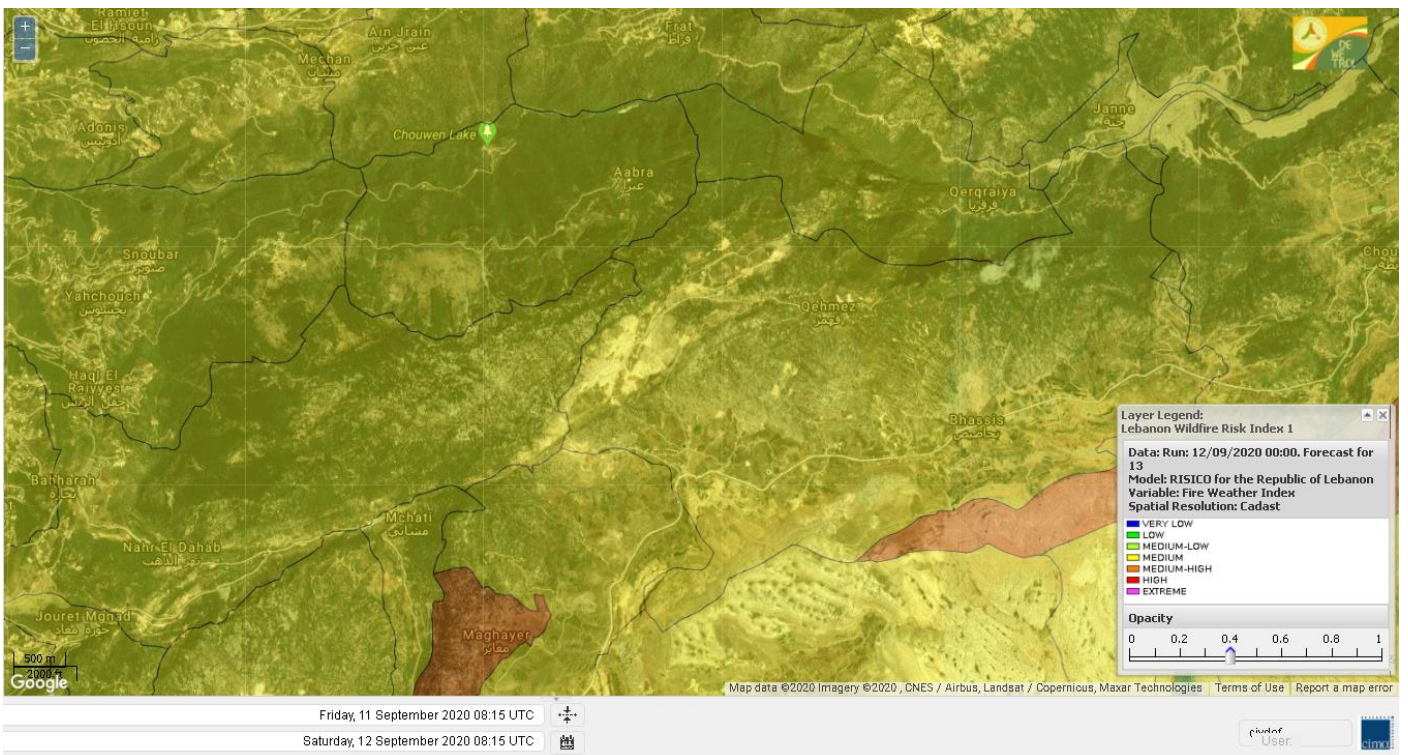 Ramiet
El Hsoun
رامية الحصون
Ain Jrain
عين جرين
Frat
فراط
Mechan
مشان
Adonis
أدونيس
Chouwen Lake
Janne
جنة
Aabra
عبرا
Qerqraiya
قرقريا
Snoubar
صنوبر
Yahchouch
يحشوش
Qehmez
قهمز
Haql El
Raiyyes
حقل الريس
Bhassis
Mchati
مشاتي
Nahr El Dahab
نهر الذهب
Jouret Mghad
Maghayer
مغاير
DE
WE
TRA
500 m
2000 ft
Google
Layer Legend:
Lebanon Wildfire Risk Index 1
Data: Run: 12/09/2020 00:00. Forecast for
13
Model: RISICO for the Republic of Lebanon
Variable: Fire Weather Index
Spatial Resolution: Cadast
VERY LOW
LOW
MEDIUM-LOW
MEDIUM
MEDIUM-HIGH
HIGH
EXTREME
Opacity
0 0.2 0.4 0.6 0.8 1
Map data ©2020 Imagery ©2020 , CNES / Airbus, Landsat / Copernicus, Maxar Technologies Terms of Use Report a map error
Friday, 11 September 2020 08:15 UTC
Saturday, 12 September 2020 08:15 UTC
User:
cima